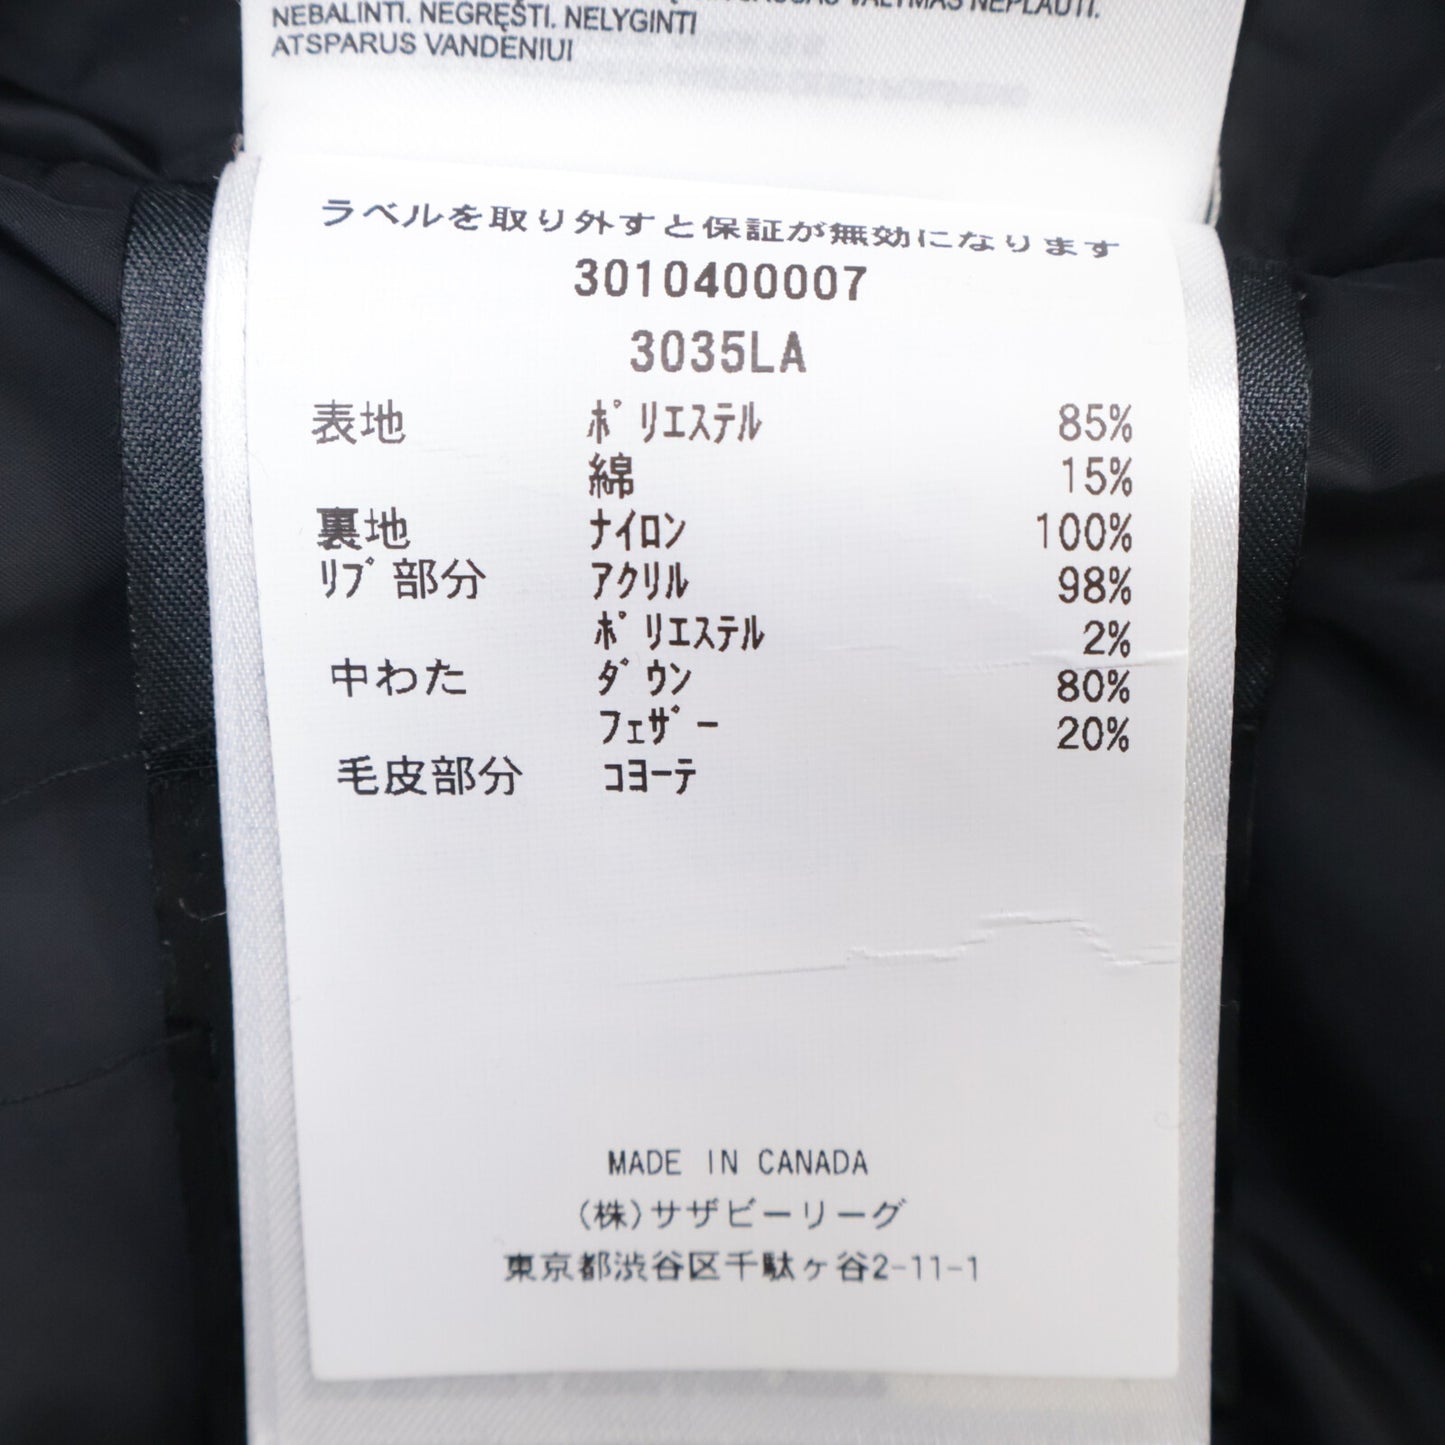 VALYMAS NEPLAUTI.
NEBALINTI. NEGRĘŠTI. NELYGINTI
ATSPARUS VANDENIUI
ラベルを取り外すと保証が無効になります
3010400007
3035LA
表地 ﾎﾟﾘｴｽﾃﾙ 85%
綿 15%
裏地 ﾅｲﾛﾝ 100%
ﾘﾌﾞ部分 ｱｸﾘﾙ 98%
ﾎﾟﾘｴｽﾃﾙ 2%
中わた ﾀﾞｳﾝ 80%
ﾌｪｻﾞｰ 20%
毛皮部分 ｺﾖｰﾃ
MADE IN CANADA
(株)サザビーリーグ
東京都渋谷区千駄ヶ谷2-11-1